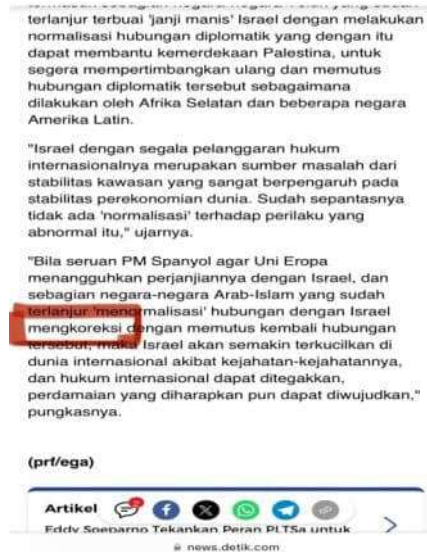 terlanjur terbuai 'janji manis' Israel dengan melakukan
normalisasi hubungan diplomatik yang dengan itu
dapat membantu kemerdekaan Palestina, untuk
segera mempertimbangkan ulang dan memutus
hubungan diplomatik tersebut sebagaimana
dilakukan oleh Afrika Selatan dan beberapa negara
Amerika Latin.
"Israel dengan segala pelanggaran hukum
internasionalnya merupakan sumber masalah dari
stabilitas kawasan yang sangat berpengaruh pada
stabilitas perekonomian dunia. Sudah sepantasnya
tidak ada 'normalisasi' terhadap perilaku yang
abnormal itu," ujarnya.
"Bila seruan PM Spanyol agar Uni Eropa
menangguhkan perjanjiannya dengan Israel, dan
sebagian negara-negara Arab-Islam yang sudah
terlanjur 'menormalisasi' hubungan dengan Israel
mengkoreksi dengan memutus kembali hubungan
tersebut, maka Israel akan semakin terkucilkan di
dunia internasional akibat kejahatan-kejahatannya,
dan hukum internasional dapat ditegakkan,
perdamaian yang diharapkan pun dapat diwujudkan,"
pungkasnya.
(prf/ega)
Artikel
Eddy Soeparno Tekankan Peran PLTSa untuk
news.detik.com